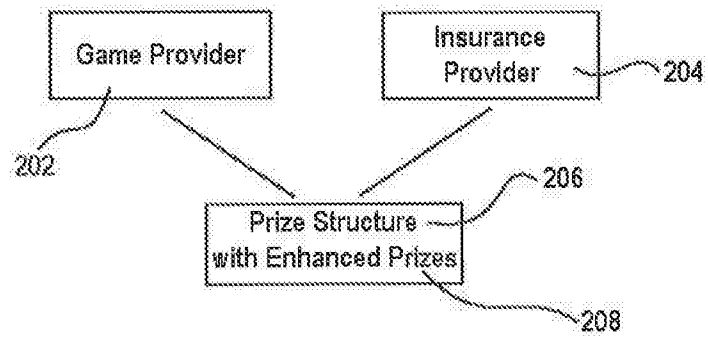 Game Provider
Insurance
Provider
204
202
206
Prize Structure
with Enhanced Prizes
208